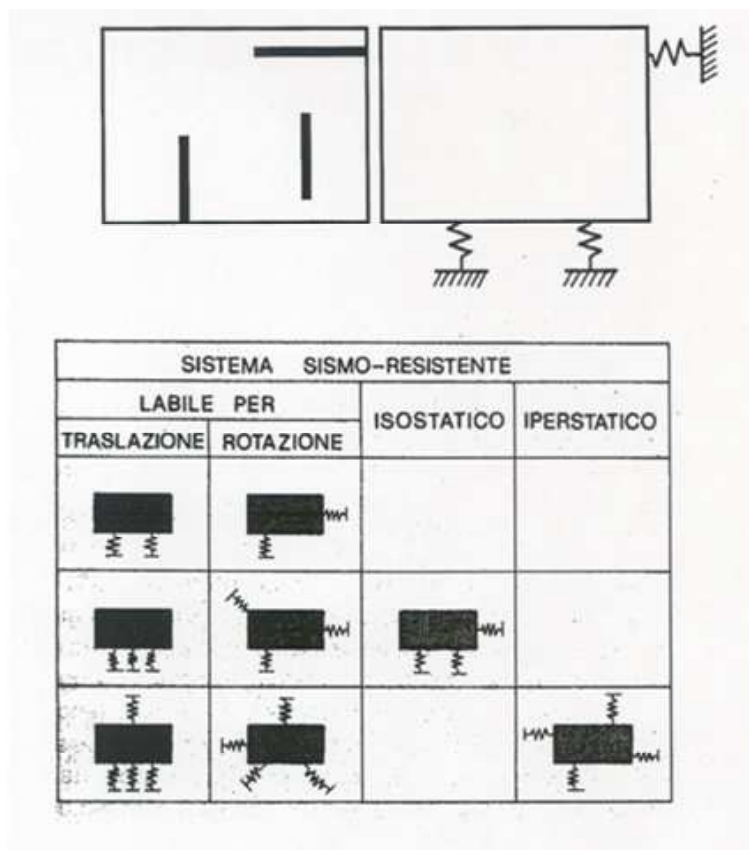 SISTEMA SISMO-RESISTENTE
LABILE PER
ISOSTATICO
IPERSTATICO
TRASLAZIONE
ROTAZIONE